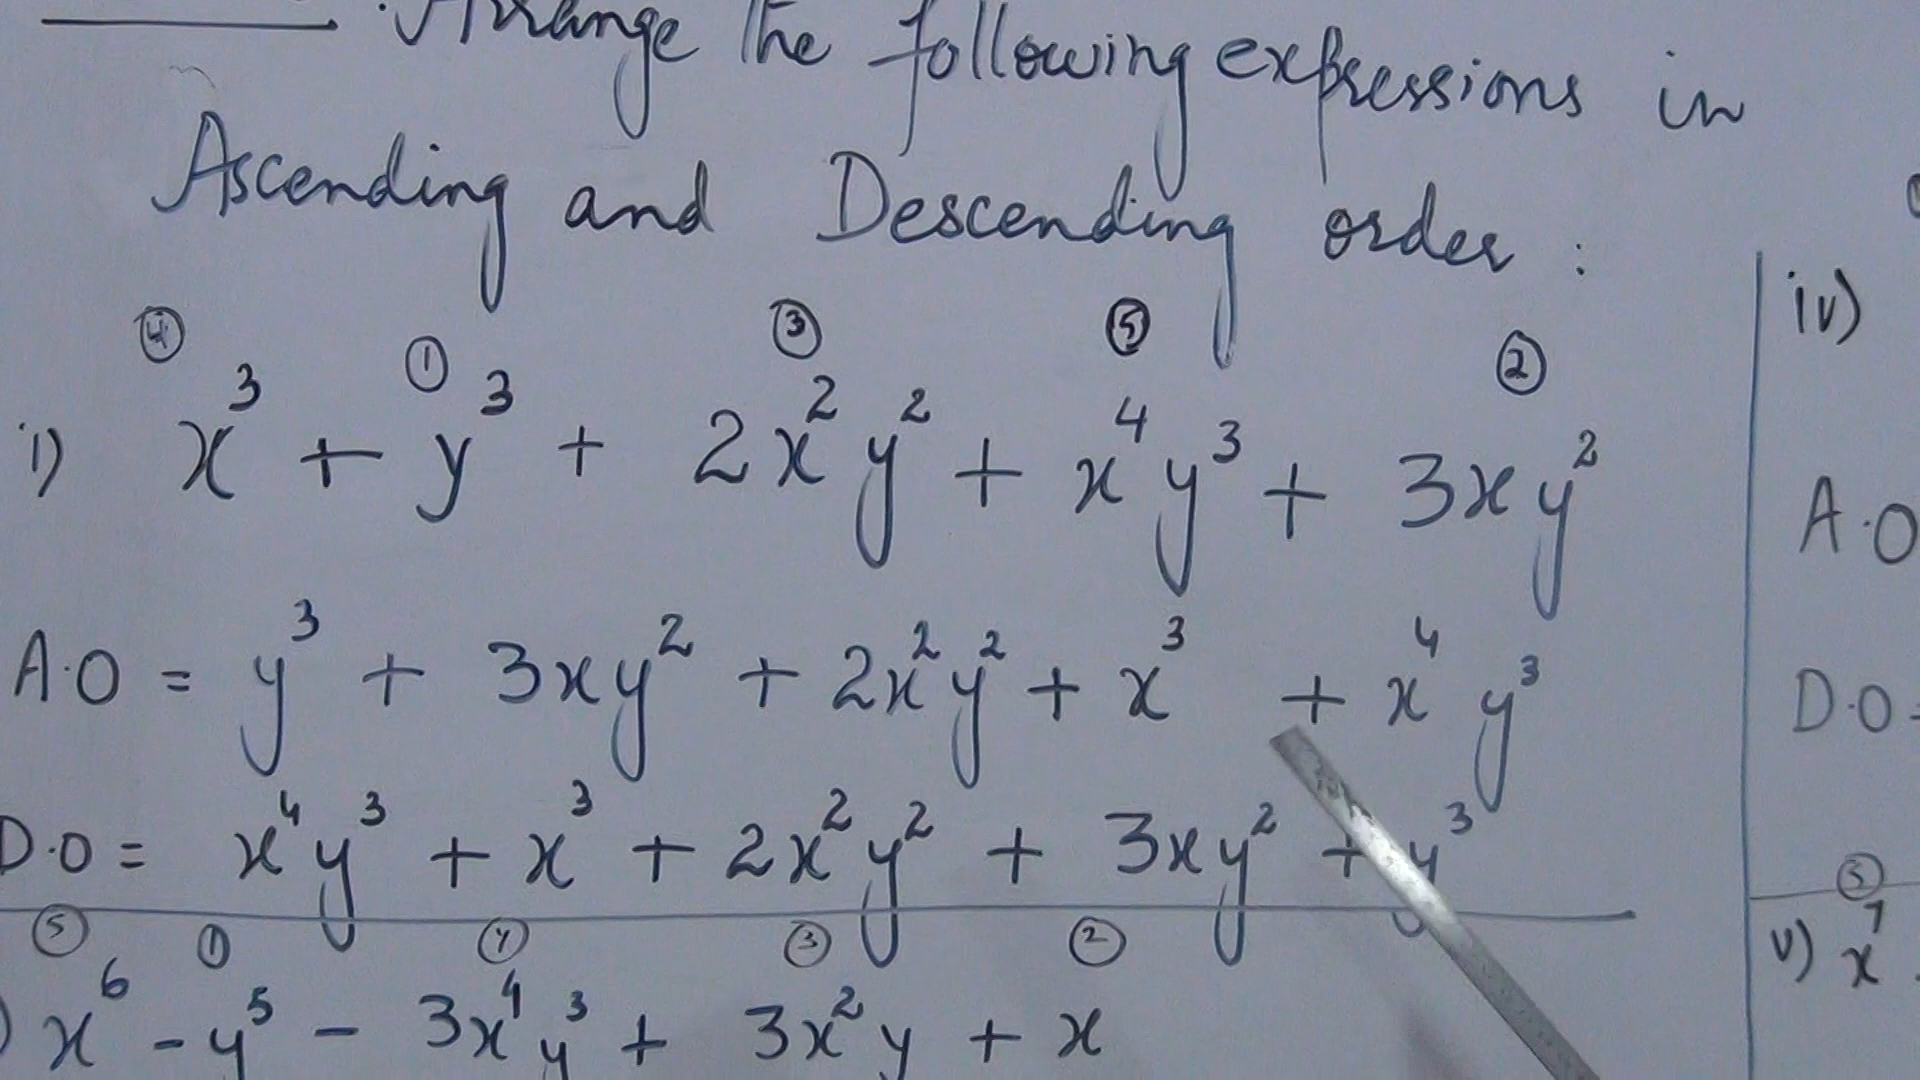 Arrange the following expressions in
Ascending and Descending order :
④ ① ③ ⑤ ②
i) x³ + y³ + 2x²y² + x⁴y³ + 3xy²
A.O = y³ + 3xy² + 2x²y² + x³ + x⁴y³
D.O = x⁴y³ + x³ + 2x²y² + 3xy² + y³
⑤ ① ④ ③ ②
) x⁶ - y⁵ - 3x⁴y³ + 3x²y + x
iv)
A.O
D.O =
⑤
v) x⁷